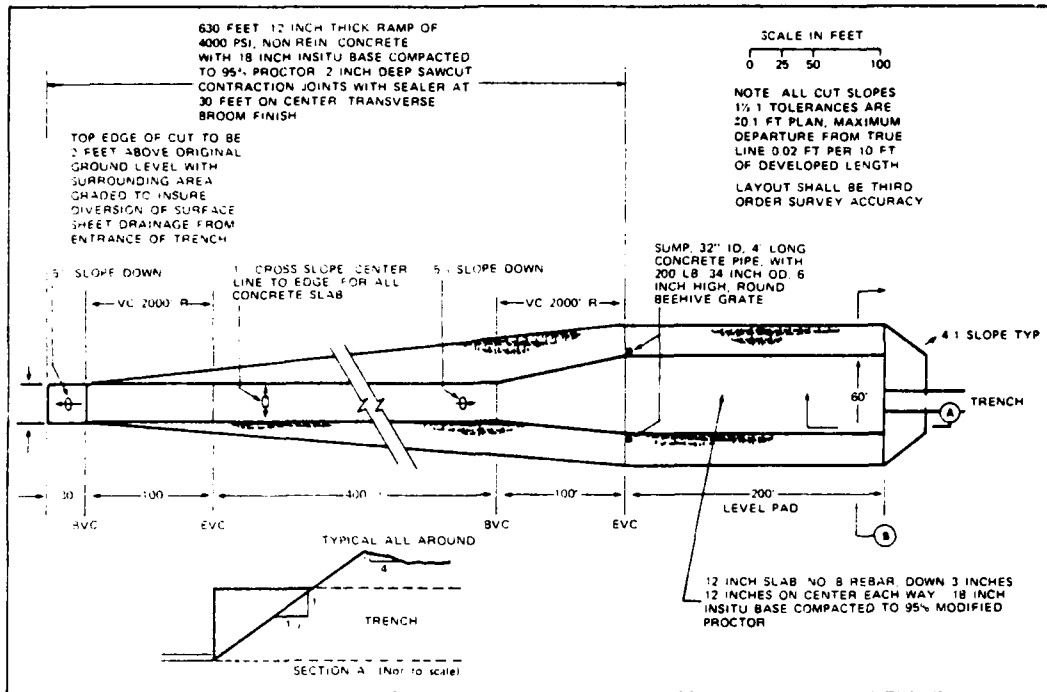 630 FEET 12 INCH THICK RAMP OF
4000 PSI, NON REIN CONCRETE
WITH 18 INCH INSITU BASE COMPACTED
TO 95% PROCTOR 2 INCH DEEP SAWCUT
CONTRACTION JOINTS WITH SEALER AT
30 FEET ON CENTER TRANSVERSE
BROOM FINISH
SCALE IN FEET
0 25 50 100
NOTE ALL CUT SLOPES
1½ 1 TOLERANCES ARE
±0.1 FT PLAN, MAXIMUM
DEPARTURE FROM TRUE
LINE 0.02 FT PER 10 FT
OF DEVELOPED LENGTH
LAYOUT SHALL BE THIRD
ORDER SURVEY ACCURACY
TOP EDGE OF CUT TO BE
2 FEET ABOVE ORIGINAL
GROUND LEVEL WITH
SURROUNDING AREA
GRADED TO INSURE
DIVERSION OF SURFACE
SHEET DRAINAGE FROM
ENTRANCE OF TRENCH
SLOPE DOWN
CROSS SLOPE CENTER
LINE TO EDGE FOR ALL
CONCRETE SLAB
SLOPE DOWN
SUMP, 32" ID, 4' LONG
CONCRETE PIPE, WITH
200 LB 34 INCH OD, 6
INCH HIGH, ROUND
BEEHIVE GRATE
VC 2000' R
VC 2000' R
4:1 SLOPE TYP
60'
TRENCH
A
30 100 400 100' 200'
LEVEL PAD
BVC EVC BVC EVC
B
TYPICAL ALL AROUND
4
1
TRENCH
SECTION A (Not to scale)
12 INCH SLAB NO 8 REBAR, DOWN 3 INCHES
12 INCHES ON CENTER EACH WAY 18 INCH
INSITU BASE COMPACTED TO 95% MODIFIED
PROCTOR